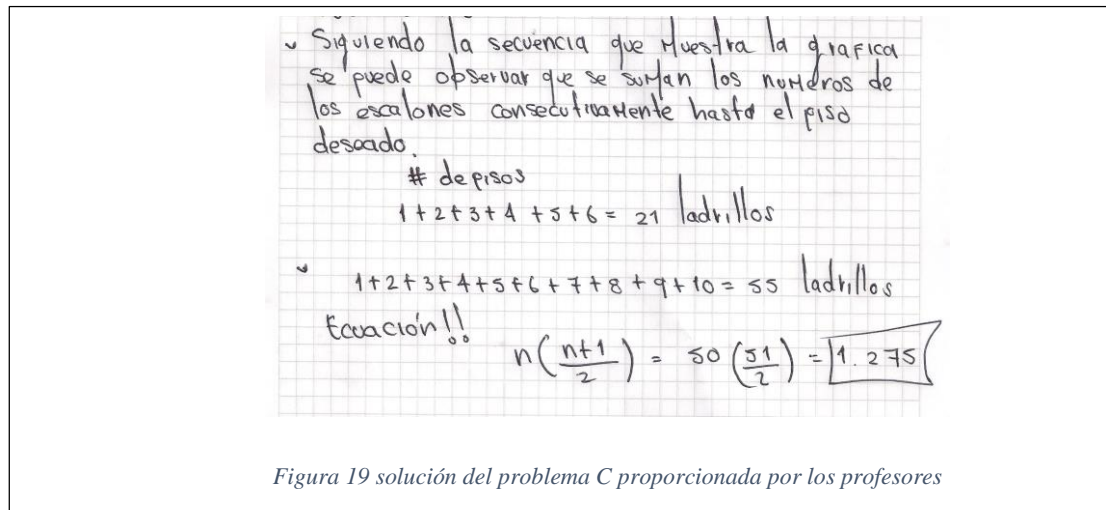 Siguiendo la secuencia que Muestra la grafica
se puede observar que se suman los numeros de
los escalones consecutivamente hasta el piso
deseado.
# de pisos
1+2+3+4+5+6 = 21 ladrillos
1+2+3+4+5+6+7+8+9+10 = 55 ladrillos
Ecuación!!
n(n+1/2) = 50(51/2) = 1.275
Figura 19 solución del problema C proporcionada por los profesores